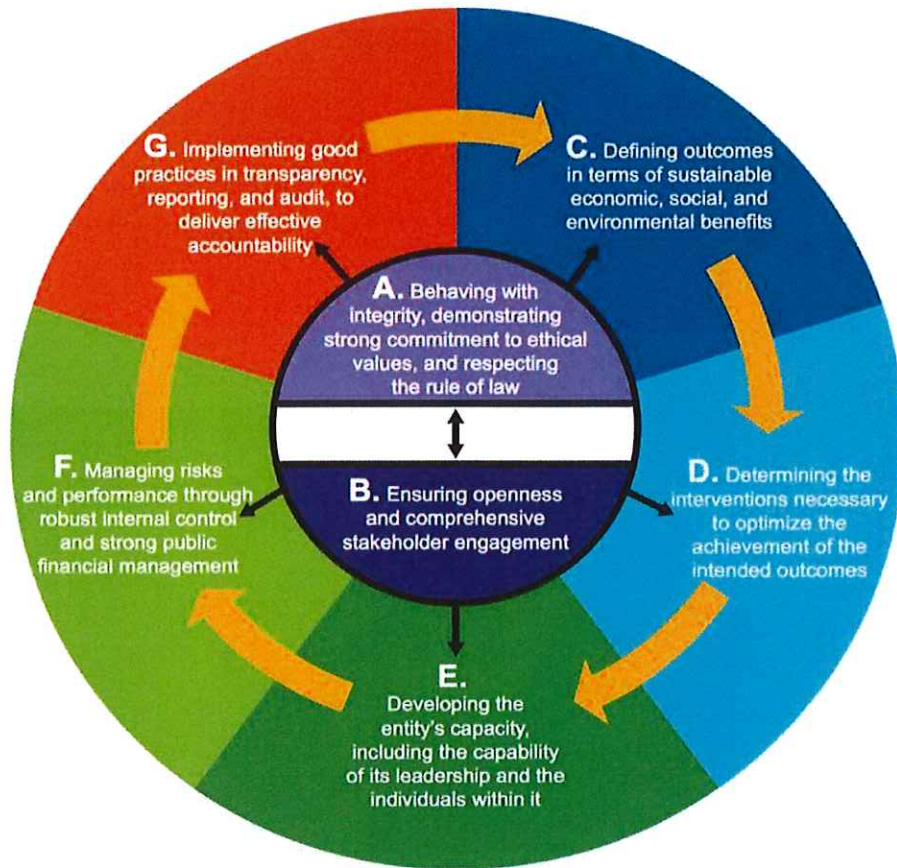 A. Behaving with
integrity, demonstrating
strong commitment to ethical
values, and respecting
the rule of law
B. Ensuring openness
and comprehensive
stakeholder engagement
C. Defining outcomes
in terms of sustainable
economic, social, and
environmental benefits
D. Determining the
interventions necessary
to optimize the
achievement of the
intended outcomes
E.
Developing the
entity's capacity,
including the capability
of its leadership and the
individuals within it
F. Managing risks
and performance through
robust internal control
and strong public
financial management
G. Implementing good
practices in transparency,
reporting, and audit, to
deliver effective
accountability